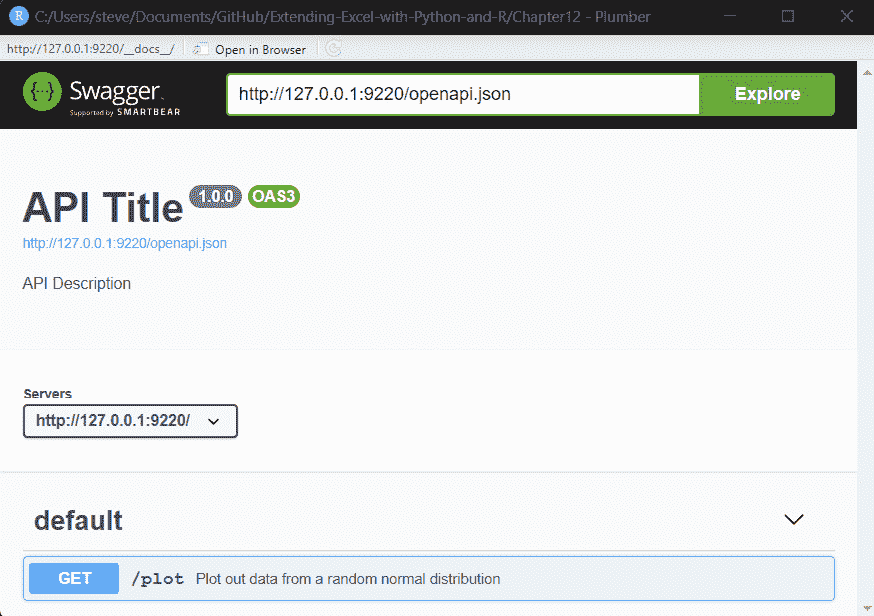 R C:/Users/steve/Documents/GitHub/Extending-Excel-with-Python-and-R/Chapter12 - Plumber
http://127.0.0.1:9220/__docs__/ Open in Browser
{··} Swagger. http://127.0.0.1:9220/openapi.json Explore
Supported by SMARTBEAR
API Title 1.0.0 OAS3
http://127.0.0.1:9220/openapi.json
API Description
Servers
http://127.0.0.1:9220/
default
GET /plot Plot out data from a random normal distribution